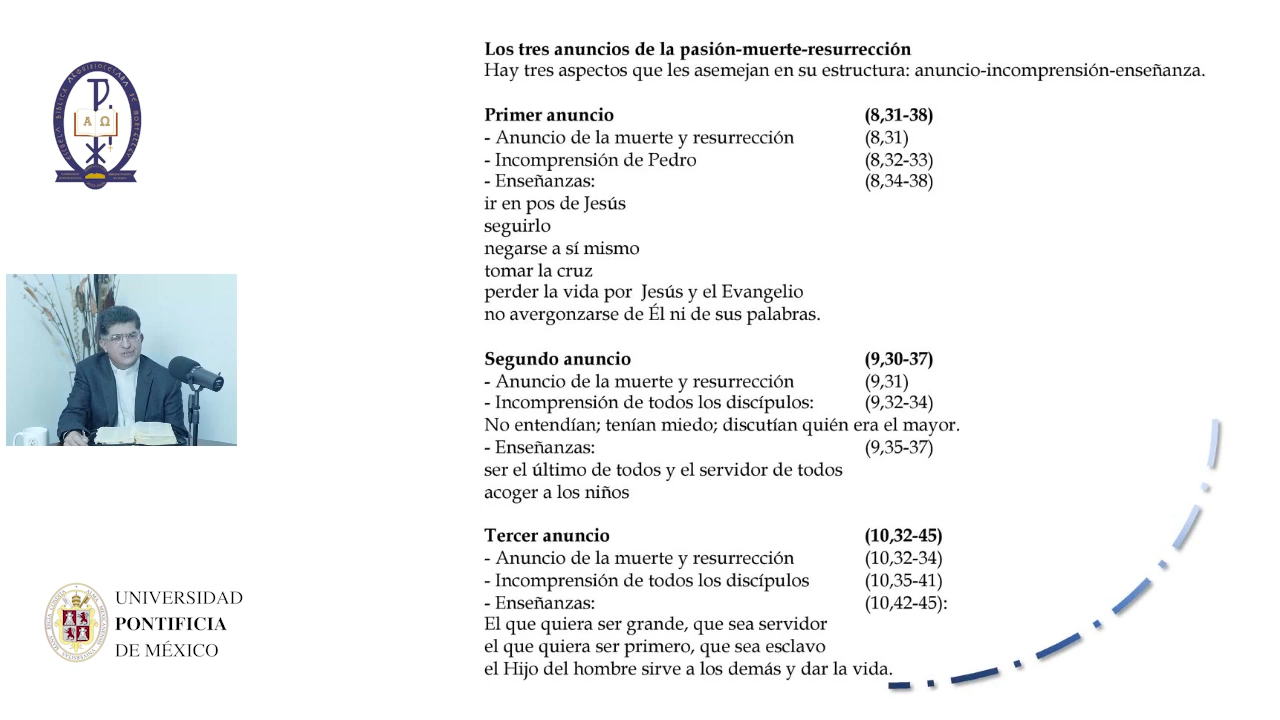 Los tres anuncios de la pasión-muerte-resurrección
Hay tres aspectos que les asemejan en su estructura: anuncio-incomprensión-enseñanza.
Primer anuncio (8,31-38)
- Anuncio de la muerte y resurrección (8,31)
- Incomprensión de Pedro (8,32-33)
- Enseñanzas: (8,34-38)
ir en pos de Jesús
seguirlo
negarse a sí mismo
tomar la cruz
perder la vida por Jesús y el Evangelio
no avergonzarse de Él ni de sus palabras.
Segundo anuncio (9,30-37)
- Anuncio de la muerte y resurrección (9,31)
- Incomprensión de todos los discípulos: (9,32-34)
No entendían; tenían miedo; discutían quién era el mayor.
- Enseñanzas: (9,35-37)
ser el último de todos y el servidor de todos
acoger a los niños
Tercer anuncio (10,32-45)
- Anuncio de la muerte y resurrección (10,32-34)
- Incomprensión de todos los discípulos (10,35-41)
- Enseñanzas: (10,42-45):
El que quiera ser grande, que sea servidor
el que quiera ser primero, que sea esclavo
el Hijo del hombre sirve a los demás y dar la vida.
Α Ω
UNIVERSIDAD
PONTIFICIA
DE MÉXICO